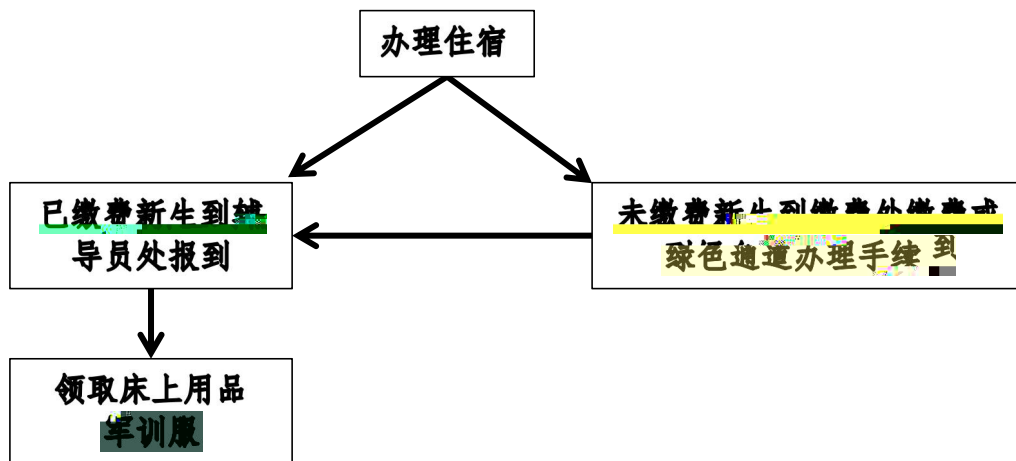 办理住宿
已缴费新生到辅
导员处报到
未缴费新生到缴费处缴费或
到绿色通道办理手续
领取床上用品
军训服